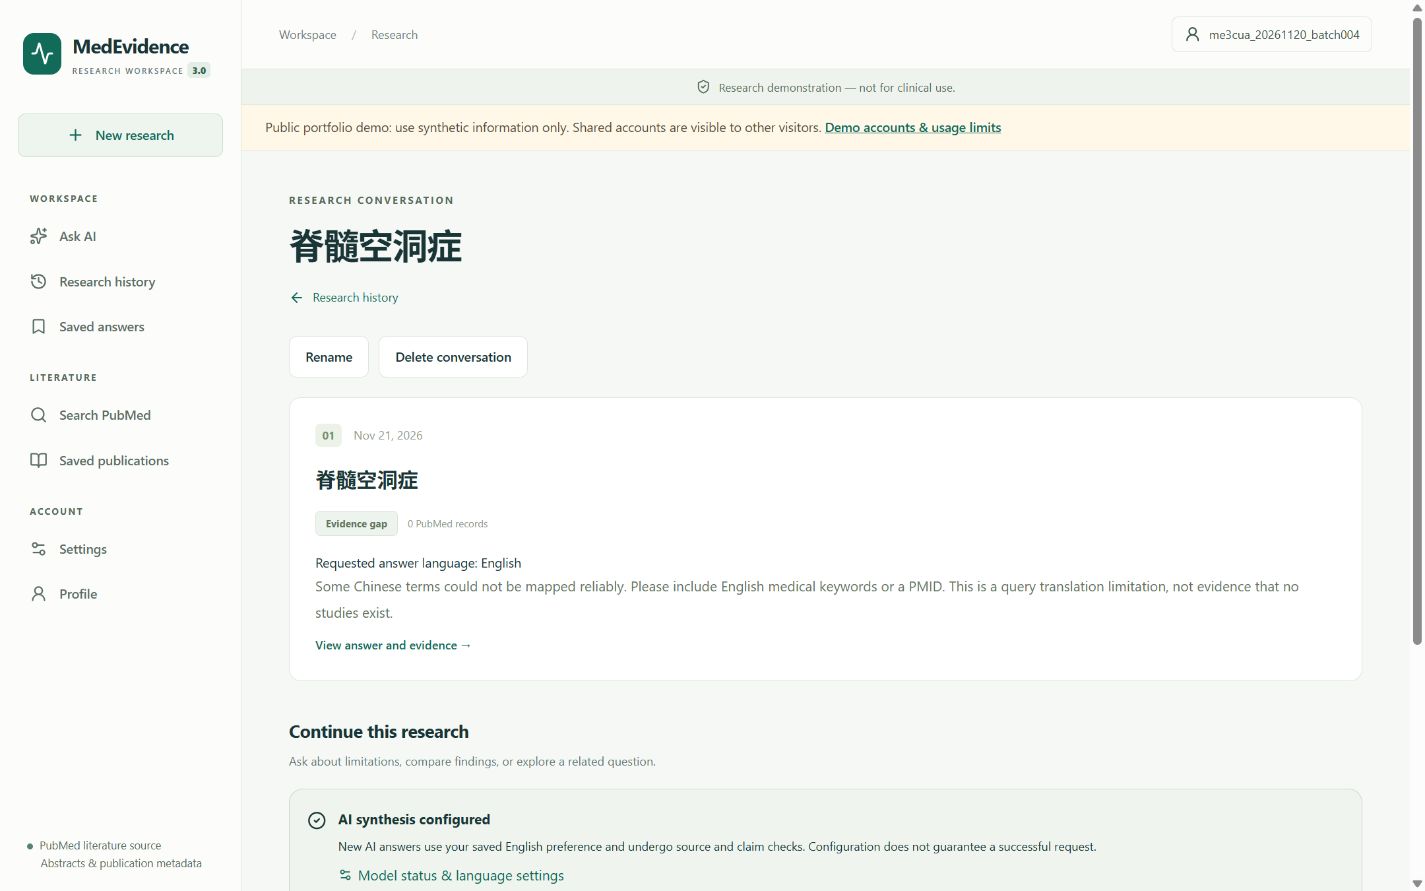 MedEvidence
RESEARCH WORKSPACE 3.0
New research
WORKSPACE
Ask AI
Research history
Saved answers
LITERATURE
Search PubMed
Saved publications
ACCOUNT
Settings
Profile
PubMed literature source
Abstracts & publication metadata
Workspace / Research
me3cua_20261120_batch004
Research demonstration — not for clinical use.
Public portfolio demo: use synthetic information only. Shared accounts are visible to other visitors. Demo accounts & usage limits
RESEARCH CONVERSATION
脊髓空洞症
← Research history
Rename
Delete conversation
01 Nov 21, 2026
脊髓空洞症
Evidence gap 0 PubMed records
Requested answer language: English
Some Chinese terms could not be mapped reliably. Please include English medical keywords or a PMID. This is a query translation limitation, not evidence that no
studies exist.
View answer and evidence →
Continue this research
Ask about limitations, compare findings, or explore a related question.
AI synthesis configured
New AI answers use your saved English preference and undergo source and claim checks. Configuration does not guarantee a successful request.
Model status & language settings